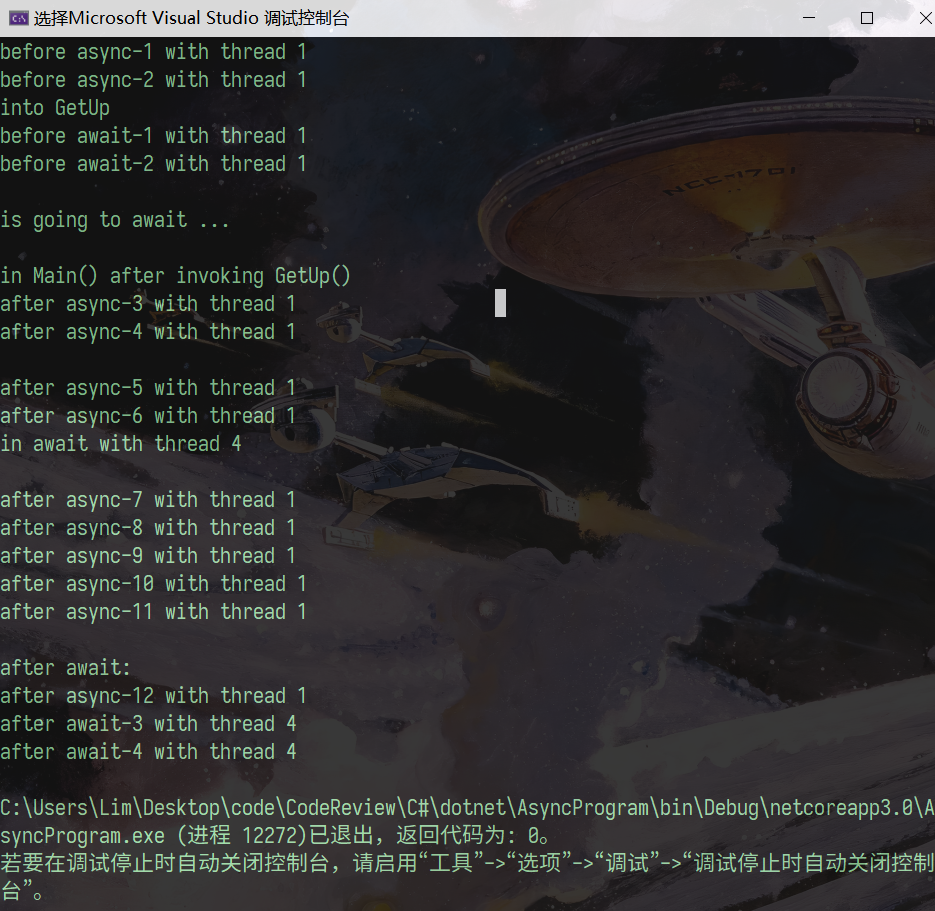 选择Microsoft Visual Studio 调试控制台
before async-1 with thread 1
before async-2 with thread 1
into GetUp
before await-1 with thread 1
before await-2 with thread 1
is going to await ...
in Main() after invoking GetUp()
after async-3 with thread 1
after async-4 with thread 1
after async-5 with thread 1
after async-6 with thread 1
in await with thread 4
after async-7 with thread 1
after async-8 with thread 1
after async-9 with thread 1
after async-10 with thread 1
after async-11 with thread 1
after await:
after async-12 with thread 1
after await-3 with thread 4
after await-4 with thread 4
C:\Users\Lim\Desktop\code\CodeReview\C#\dotnet\AsyncProgram\bin\Debug\netcoreapp3.0\A
syncProgram.exe (进程 12272)已退出，返回代码为: 0。
若要在调试停止时自动关闭控制台，请启用“工具”->“选项”->“调试”->“调试停止时自动关闭控制
台”。
NCC-1701